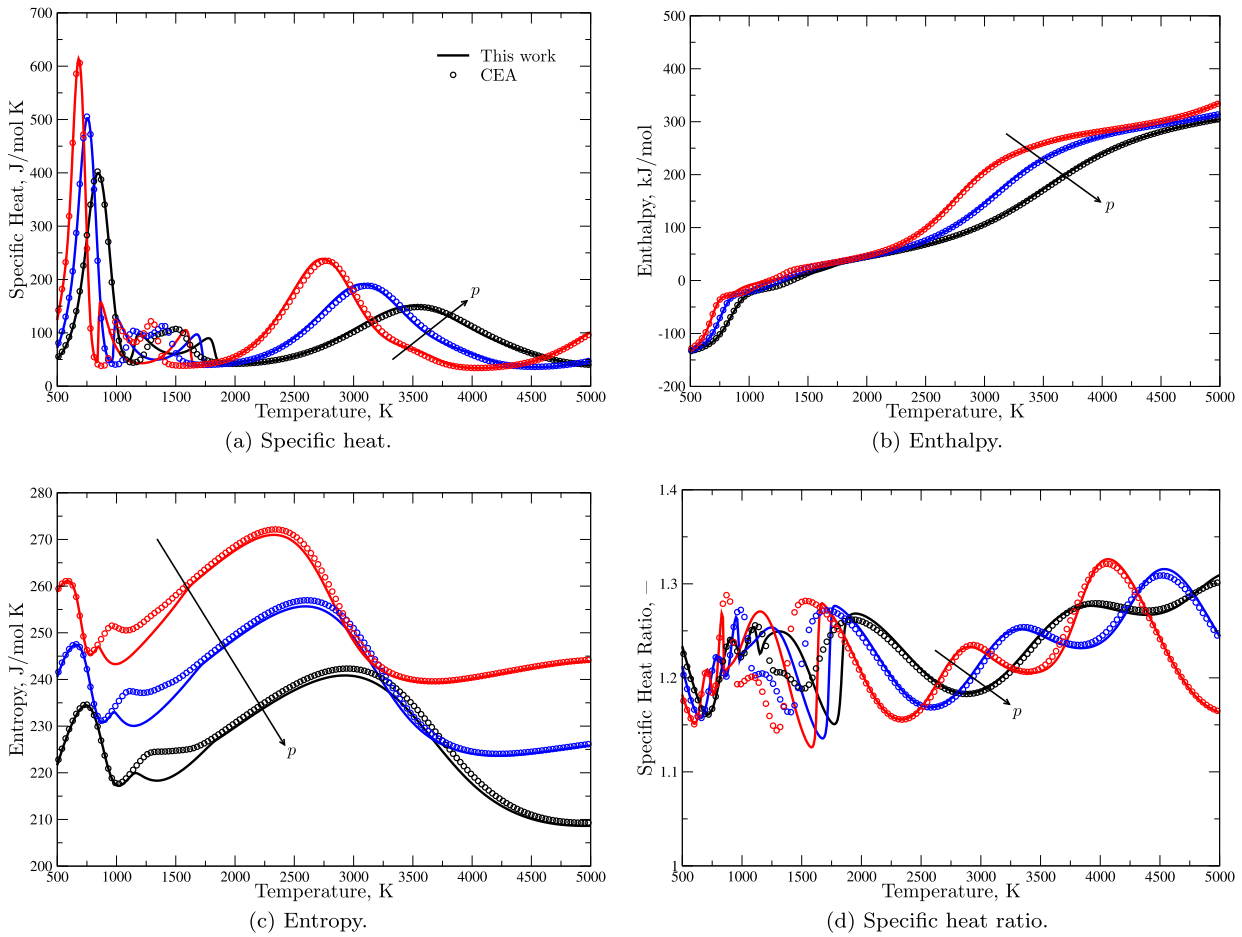 700
600
500
400
300
200
100
0
Specific Heat, J/mol K
This work
CEA
p
500 1000 1500 2000 2500 3000 3500 4000 4500 5000
Temperature, K
(a) Specific heat.
500
400
300
200
100
0
-100
-200
Enthalpy, kJ/mol
p
500 1000 1500 2000 2500 3000 3500 4000 4500 5000
Temperature, K
(b) Enthalpy.
280
270
260
250
240
230
220
210
200
Entropy, J/mol K
p
500 1000 1500 2000 2500 3000 3500 4000 4500 5000
Temperature, K
(c) Entropy.
1.4
1.3
1.2
1.1
1
Specific Heat Ratio, –
p
500 1000 1500 2000 2500 3000 3500 4000 4500 5000
Temperature, K
(d) Specific heat ratio.